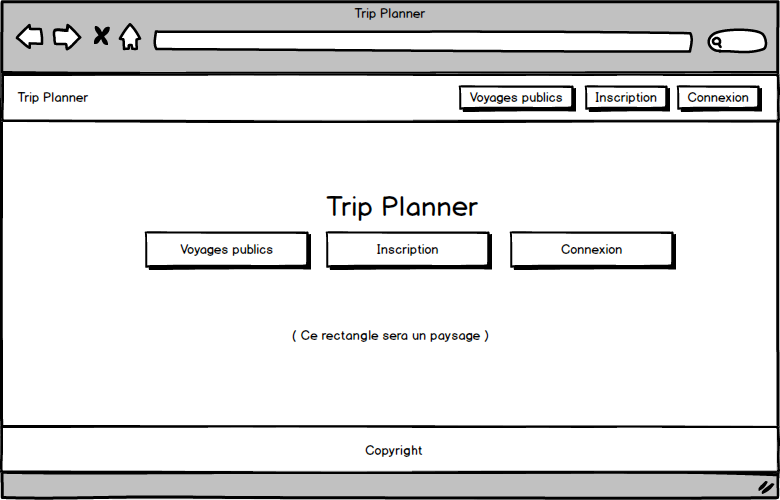 Trip Planner
Trip Planner
Voyages publics
Inscription
Connexion
Trip Planner
Voyages publics
Inscription
Connexion
( Ce rectangle sera un paysage )
Copyright